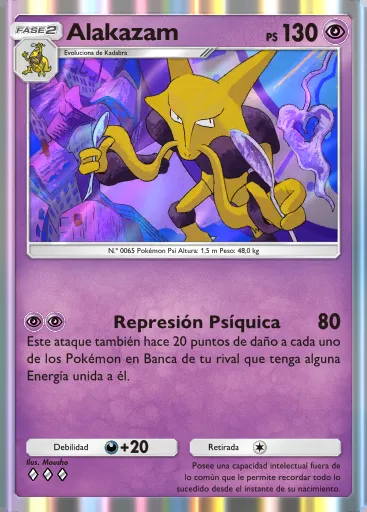 FASE2
Alakazam
PS 130
Evoluciona de Kadabra
N.° 0065 Pokémon Psi Altura: 1,5 m Peso: 48,0 kg
Represión Psíquica 80
Este ataque también hace 20 puntos de daño a cada uno
de los Pokémon en Banca de tu rival que tenga alguna
Energía unida a él.
Debilidad +20
Retirada
Ilus. Mousho
Posee una capacidad intelectual fuera de
lo común que le permite recordar todo lo
sucedido desde el instante de su nacimiento.